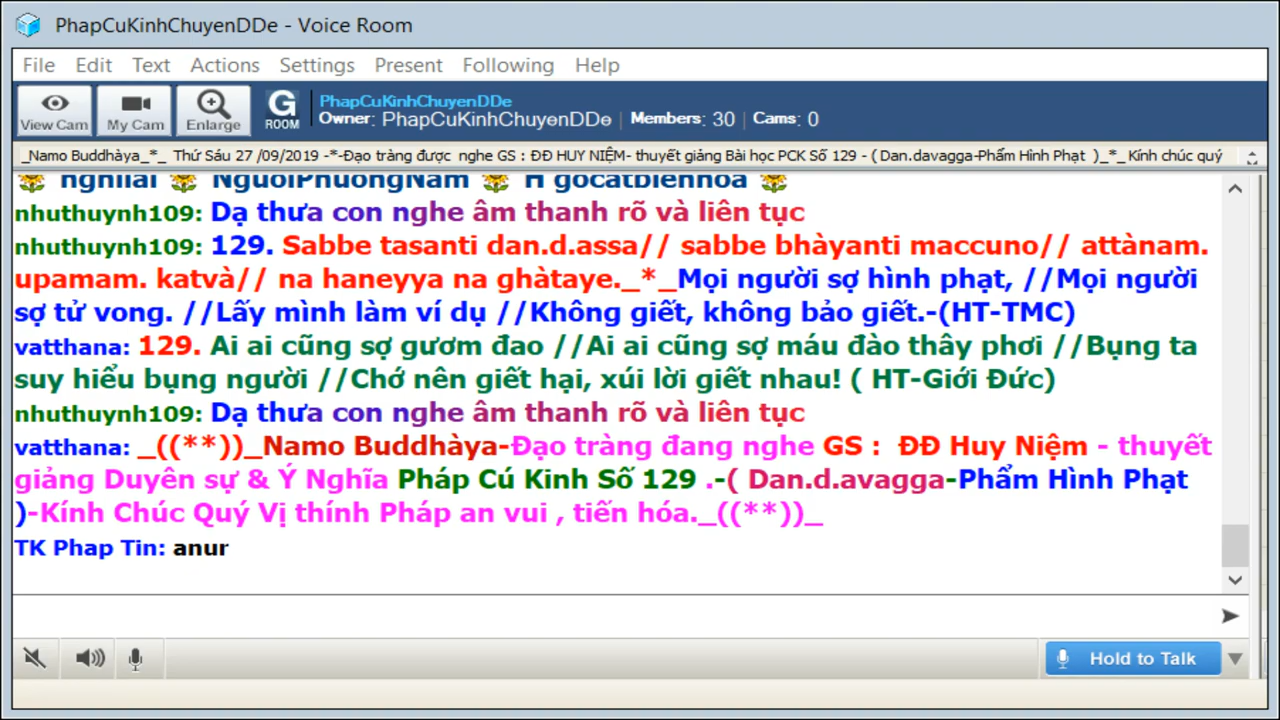 PhapCuKinhChuyenDDe - Voice Room
File Edit Text Actions Settings Present Following Help
View Cam My Cam Enlarge G ROOM PhapCuKinhChuyenDDe
Owner: PhapCuKinhChuyenDDe | Members: 30 | Cams: 0
_Namo Buddhàya_*_ Thứ Sáu 27 /09/2019 -*-Đạo tràng được nghe GS : ĐĐ HUY NIỆM- thuyết giảng Bài học PCK Số 129 - ( Dan.davagga-Phẩm Hình Phạt )_*_ Kính chúc quý
nghilai NguoiPhuongNam H gocatbienhoa
nhuthuynh109: Dạ thưa con nghe âm thanh rõ và liên tục
nhuthuynh109: 129. Sabbe tasanti dan.d.assa// sabbe bhàyanti maccuno// attànam.
upamam. katvà// na haneyya na ghàtaye._*_Mọi người sợ hình phạt, //Mọi người
sợ tử vong. //Lấy mình làm ví dụ //Không giết, không bảo giết.-(HT-TMC)
vatthana: 129. Ai ai cũng sợ gươm đao //Ai ai cũng sợ máu đào thây phơi //Bụng ta
suy hiểu bụng người //Chớ nên giết hại, xúi lời giết nhau! ( HT-Giới Đức)
nhuthuynh109: Dạ thưa con nghe âm thanh rõ và liên tục
vatthana: _((**))_Namo Buddhàya-Đạo tràng đang nghe GS : ĐĐ Huy Niệm - thuyết
giảng Duyên sự & Ý Nghĩa Pháp Cú Kinh Số 129 .-( Dan.d.avagga-Phẩm Hình Phạt
)-Kính Chúc Quý Vị thính Pháp an vui , tiến hóa._((**))_
TK Phap Tin: anur
Hold to Talk